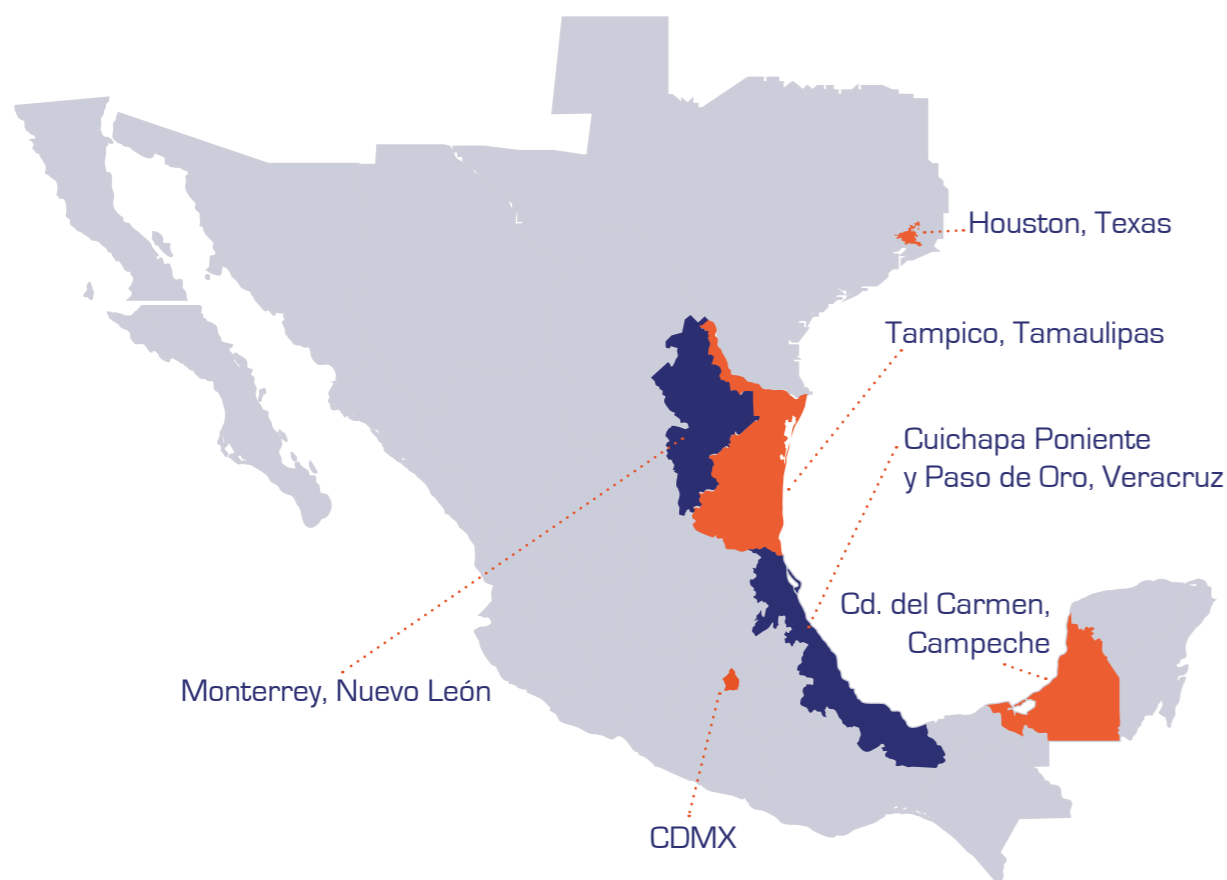 Houston, Texas
Tampico, Tamaulipas
Cuichapa Poniente
y Paso de Oro, Veracruz
Cd. del Carmen,
Campeche
Monterrey, Nuevo León
CDMX